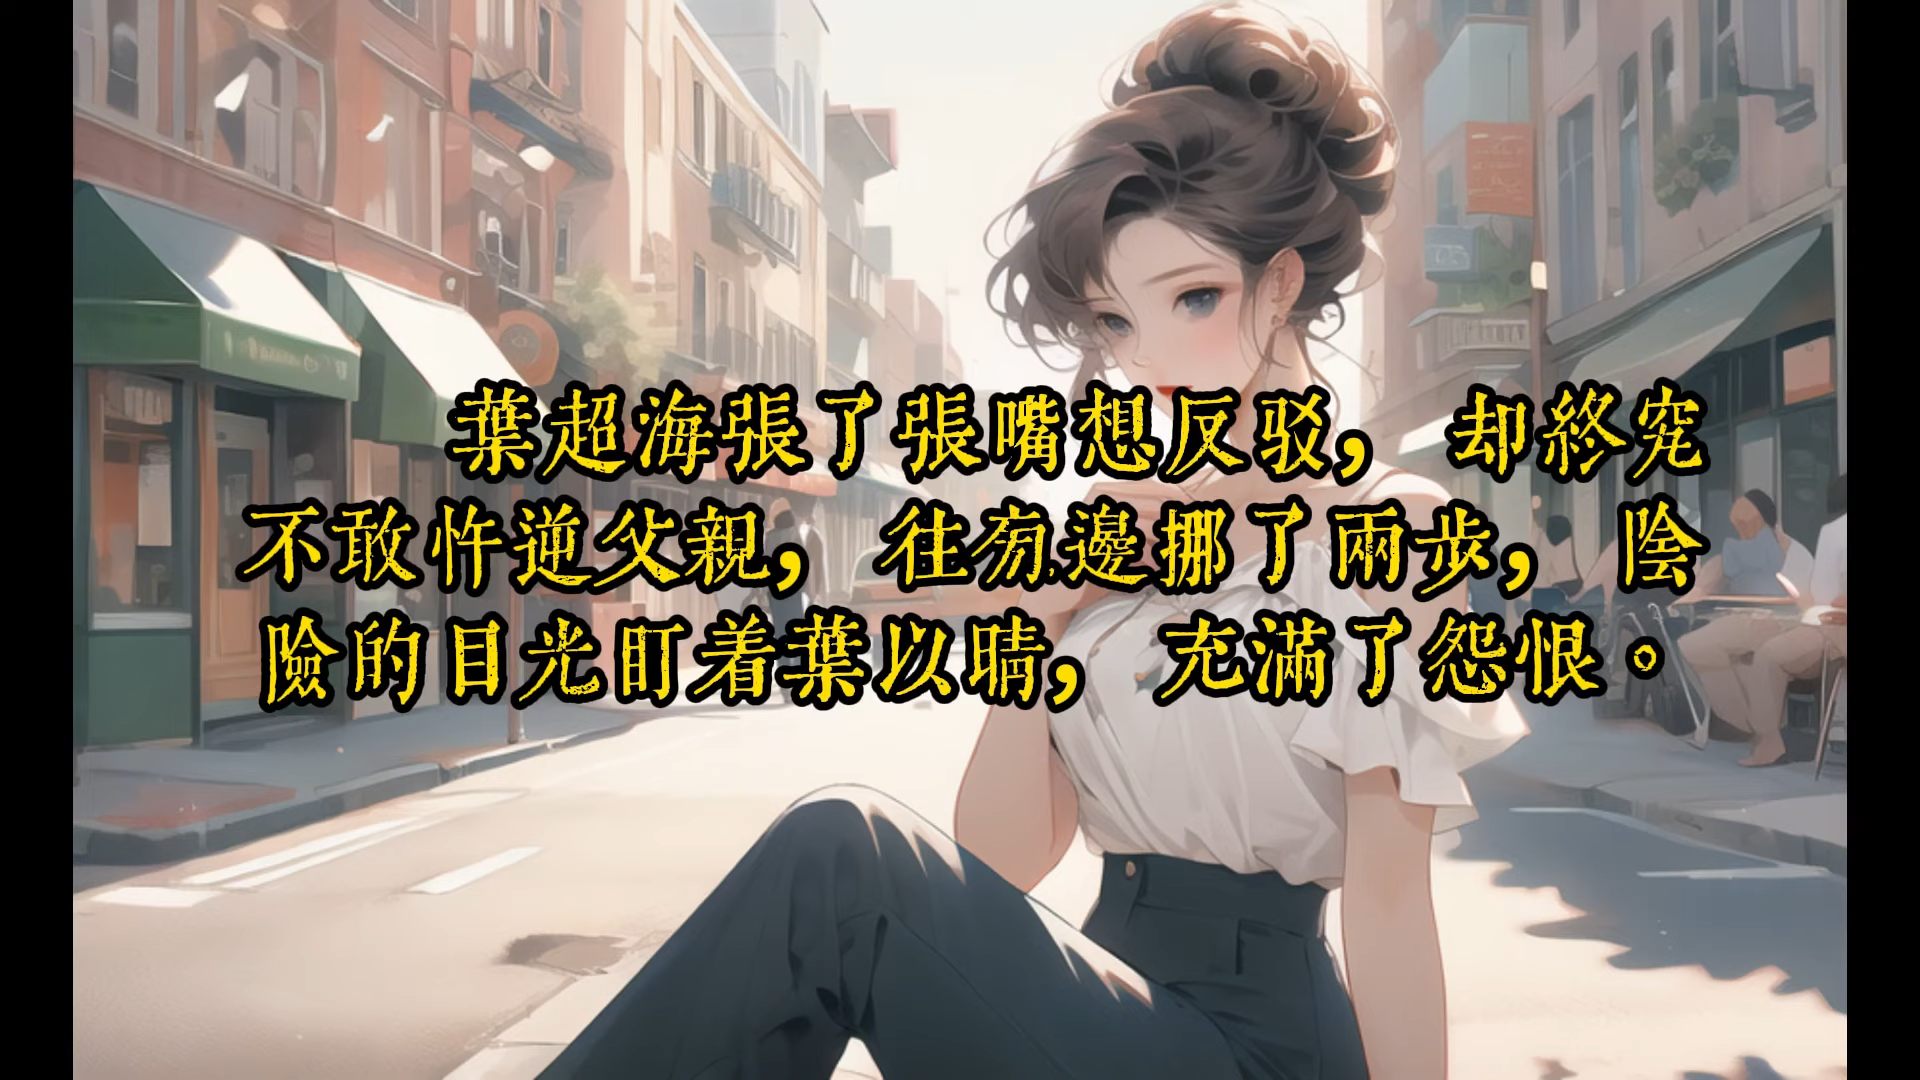 葉超海張了張嘴想反驳，却終究
不敢忤逆父親，往旁邊挪了兩步，陰
險的目光盯着葉以晴，充滿了怨恨。